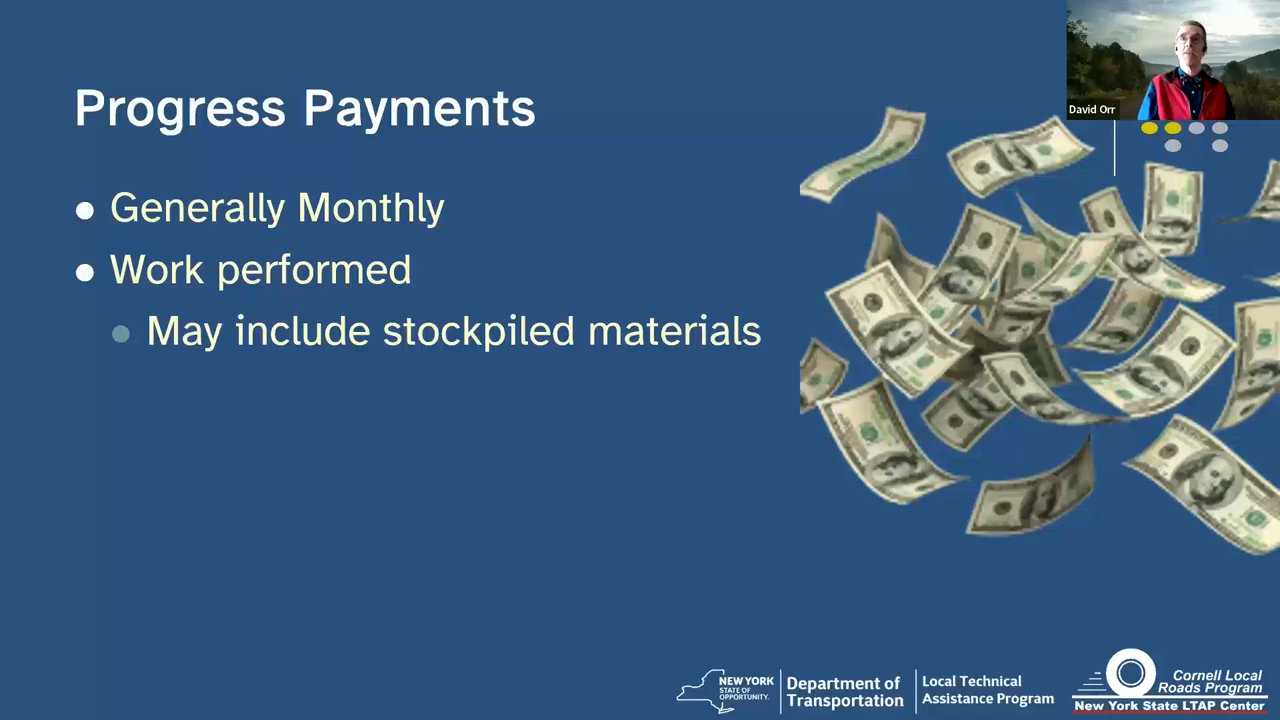 David Orr
Progress Payments
Generally Monthly
Work performed
May include stockpiled materials
NEW YORK
STATE OF
OPPORTUNITY.
Department of
Transportation
Local Technical
Assistance Program
Cornell Local
Roads Program
New York State LTAP Center